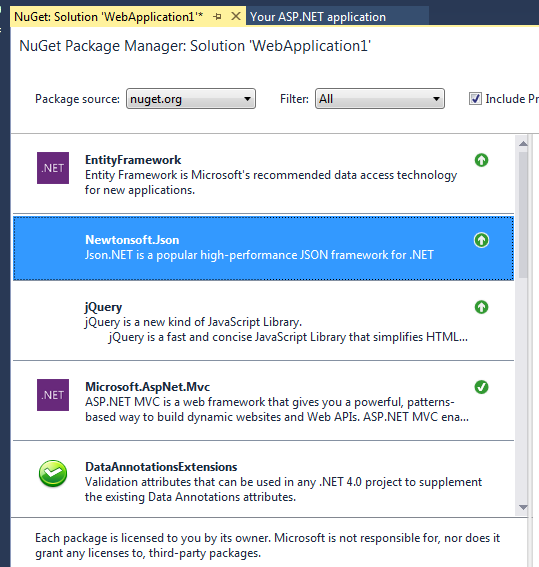 NuGet: Solution 'WebApplication1'*
Your ASP.NET application
NuGet Package Manager: Solution 'WebApplication1'
Package source: nuget.org Filter: All Include Pr
EntityFramework
.NET
Entity Framework is Microsoft's recommended data access technology
for new applications.
Newtonsoft.Json
Json.NET is a popular high-performance JSON framework for .NET
jQuery
jQuery is a new kind of JavaScript Library.
jQuery is a fast and concise JavaScript Library that simplifies HTML...
Microsoft.AspNet.Mvc
.NET
ASP.NET MVC is a web framework that gives you a powerful, patterns-
based way to build dynamic websites and Web APIs. ASP.NET MVC ena...
DataAnnotationsExtensions
Validation attributes that can be used in any .NET 4.0 project to supplement
the existing Data Annotations attributes.
Each package is licensed to you by its owner. Microsoft is not responsible for, nor does it
grant any licenses to, third-party packages.